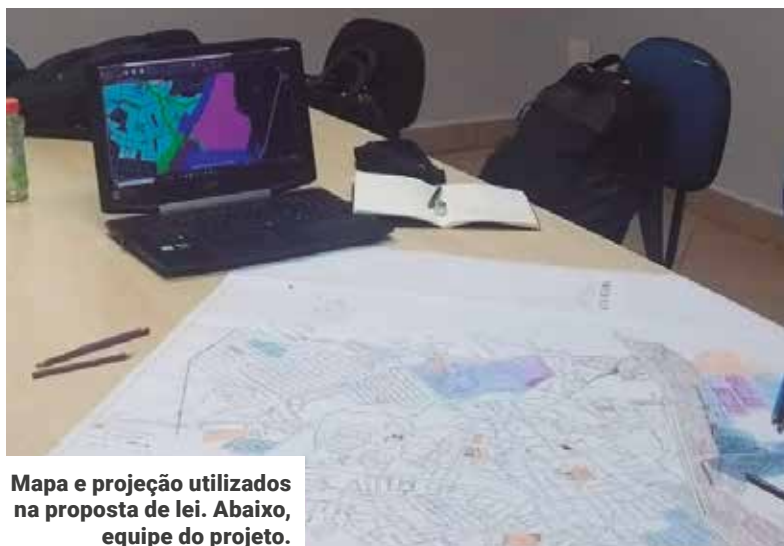 Mapa e projeção utilizados
na proposta de lei. Abaixo,
equipe do projeto.